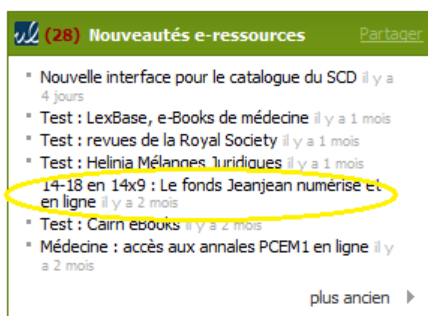 (28) Nouveautés e-ressources Partager
Nouvelle interface pour le catalogue du SCD il y a
4 jours
Test : LexBase, e-Books de médecine il y a 1 mois
Test : revues de la Royal Society il y a 1 mois
Test : Helinia Mélanges Juridiques il y a 1 mois
14-18 en 14x9 : Le fonds Jeanjean numérisé et
en ligne il y a 2 mois
Test : Cairn eBooks il y a 2 mois
Médecine : accès aux annales PCEM1 en ligne il y
a 2 mois
plus ancien